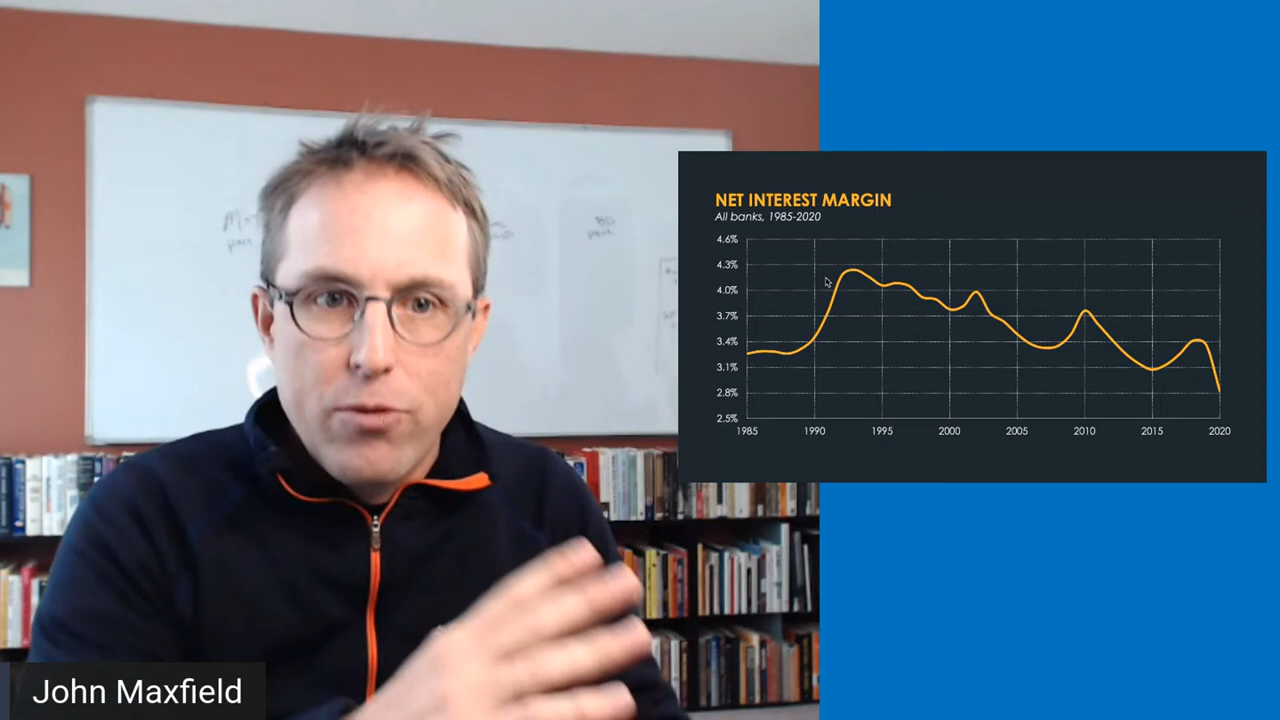 NET INTEREST MARGIN
All banks, 1985-2020
4.6%
4.3%
4.0%
3.7%
3.4%
3.1%
2.8%
2.5%
1985 1990 1995 2000 2005 2010 2015 2020
John Maxfield